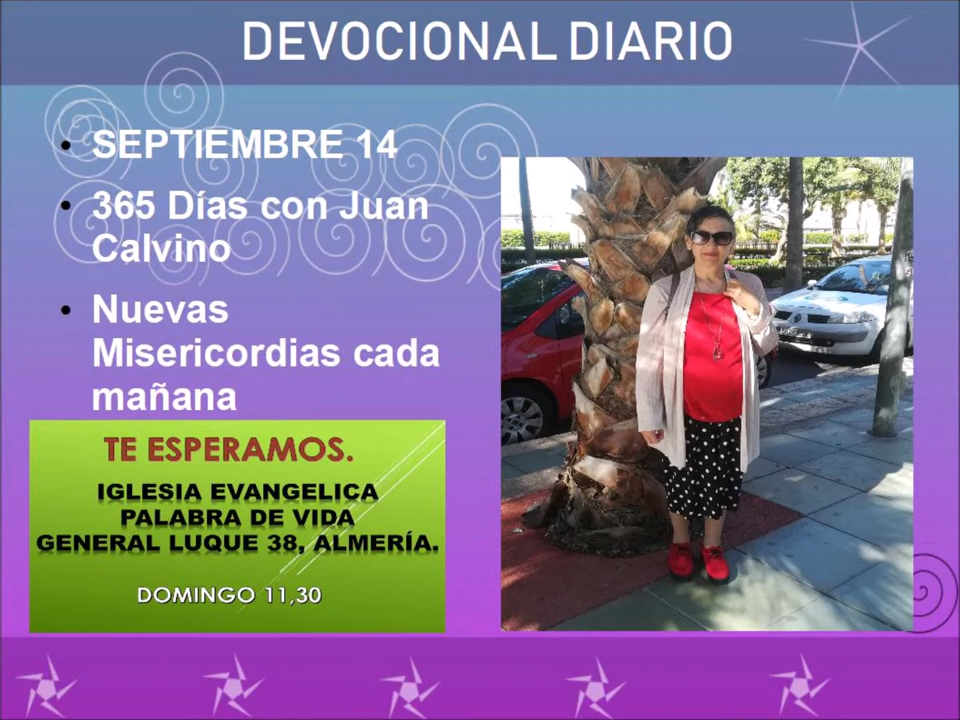 DEVOCIONAL DIARIO
SEPTIEMBRE 14
365 Días con Juan
Calvino
Nuevas
Misericordias cada
mañana
TE ESPERAMOS.
IGLESIA EVANGELICA
PALABRA DE VIDA
GENERAL LUQUE 38, ALMERÍA.
DOMINGO 11,30